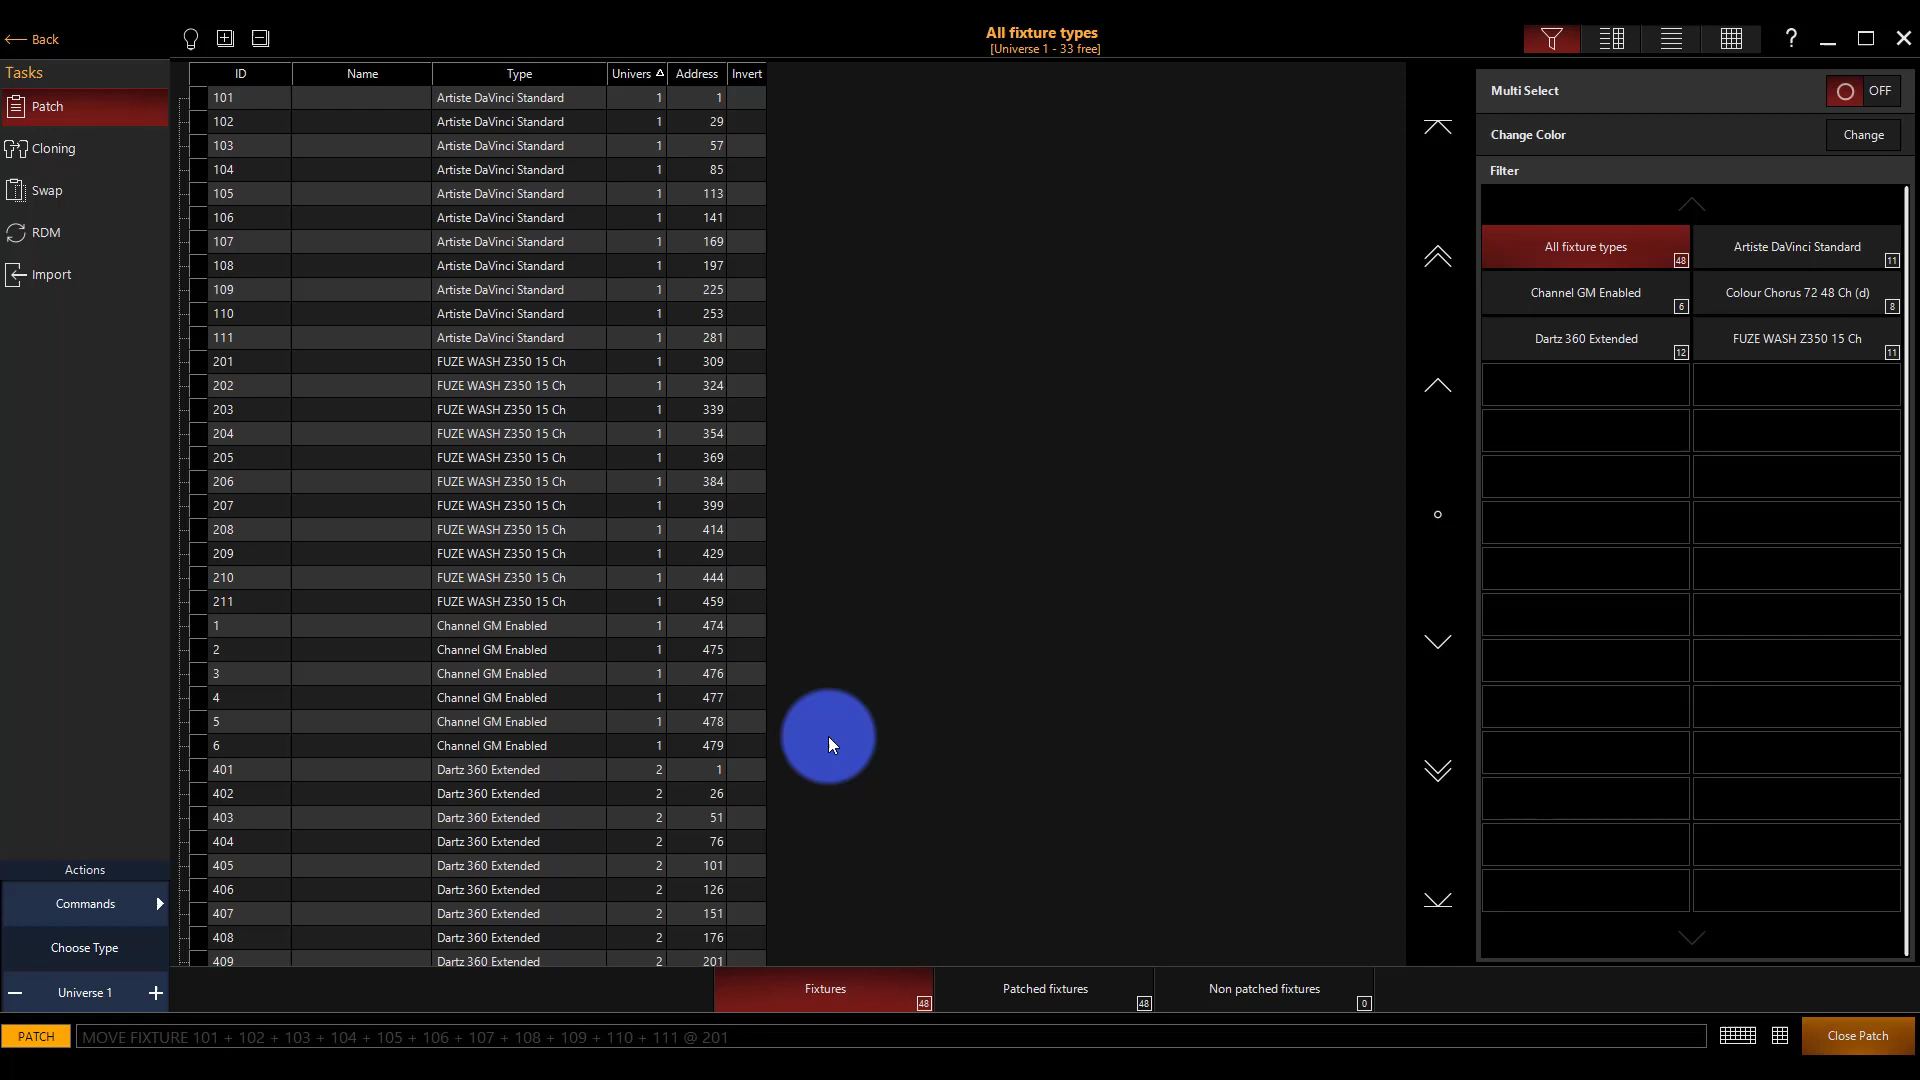 Back
All fixture types
[Universe 1 - 33 free]
Tasks
Patch
Cloning
Swap
RDM
Import
ID Name Type Univers Address Invert
101 Artiste DaVinci Standard 1 1
102 Artiste DaVinci Standard 1 29
103 Artiste DaVinci Standard 1 57
104 Artiste DaVinci Standard 1 85
105 Artiste DaVinci Standard 1 113
106 Artiste DaVinci Standard 1 141
107 Artiste DaVinci Standard 1 169
108 Artiste DaVinci Standard 1 197
109 Artiste DaVinci Standard 1 225
110 Artiste DaVinci Standard 1 253
111 Artiste DaVinci Standard 1 281
201 FUZE WASH Z350 15 Ch 1 309
202 FUZE WASH Z350 15 Ch 1 324
203 FUZE WASH Z350 15 Ch 1 339
204 FUZE WASH Z350 15 Ch 1 354
205 FUZE WASH Z350 15 Ch 1 369
206 FUZE WASH Z350 15 Ch 1 384
207 FUZE WASH Z350 15 Ch 1 399
208 FUZE WASH Z350 15 Ch 1 414
209 FUZE WASH Z350 15 Ch 1 429
210 FUZE WASH Z350 15 Ch 1 444
211 FUZE WASH Z350 15 Ch 1 459
1 Channel GM Enabled 1 474
2 Channel GM Enabled 1 475
3 Channel GM Enabled 1 476
4 Channel GM Enabled 1 477
5 Channel GM Enabled 1 478
6 Channel GM Enabled 1 479
401 Dartz 360 Extended 2 1
402 Dartz 360 Extended 2 26
403 Dartz 360 Extended 2 51
404 Dartz 360 Extended 2 76
405 Dartz 360 Extended 2 101
406 Dartz 360 Extended 2 126
407 Dartz 360 Extended 2 151
408 Dartz 360 Extended 2 176
409 Dartz 360 Extended 2 201
Multi Select OFF
Change Color Change
Filter
All fixture types 48
Artiste DaVinci Standard 11
Channel GM Enabled 6
Colour Chorus 72 48 Ch (d) 8
Dartz 360 Extended 12
FUZE WASH Z350 15 Ch 11
Actions
Commands
Choose Type
Universe 1
Fixtures 48
Patched fixtures 48
Non patched fixtures 0
PATCH
MOVE FIXTURE 101 + 102 + 103 + 104 + 105 + 106 + 107 + 108 + 109 + 110 + 111 @ 201
Close Patch